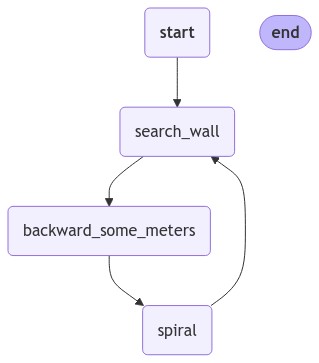 start
end
search_wall
backward_some_meters
spiral